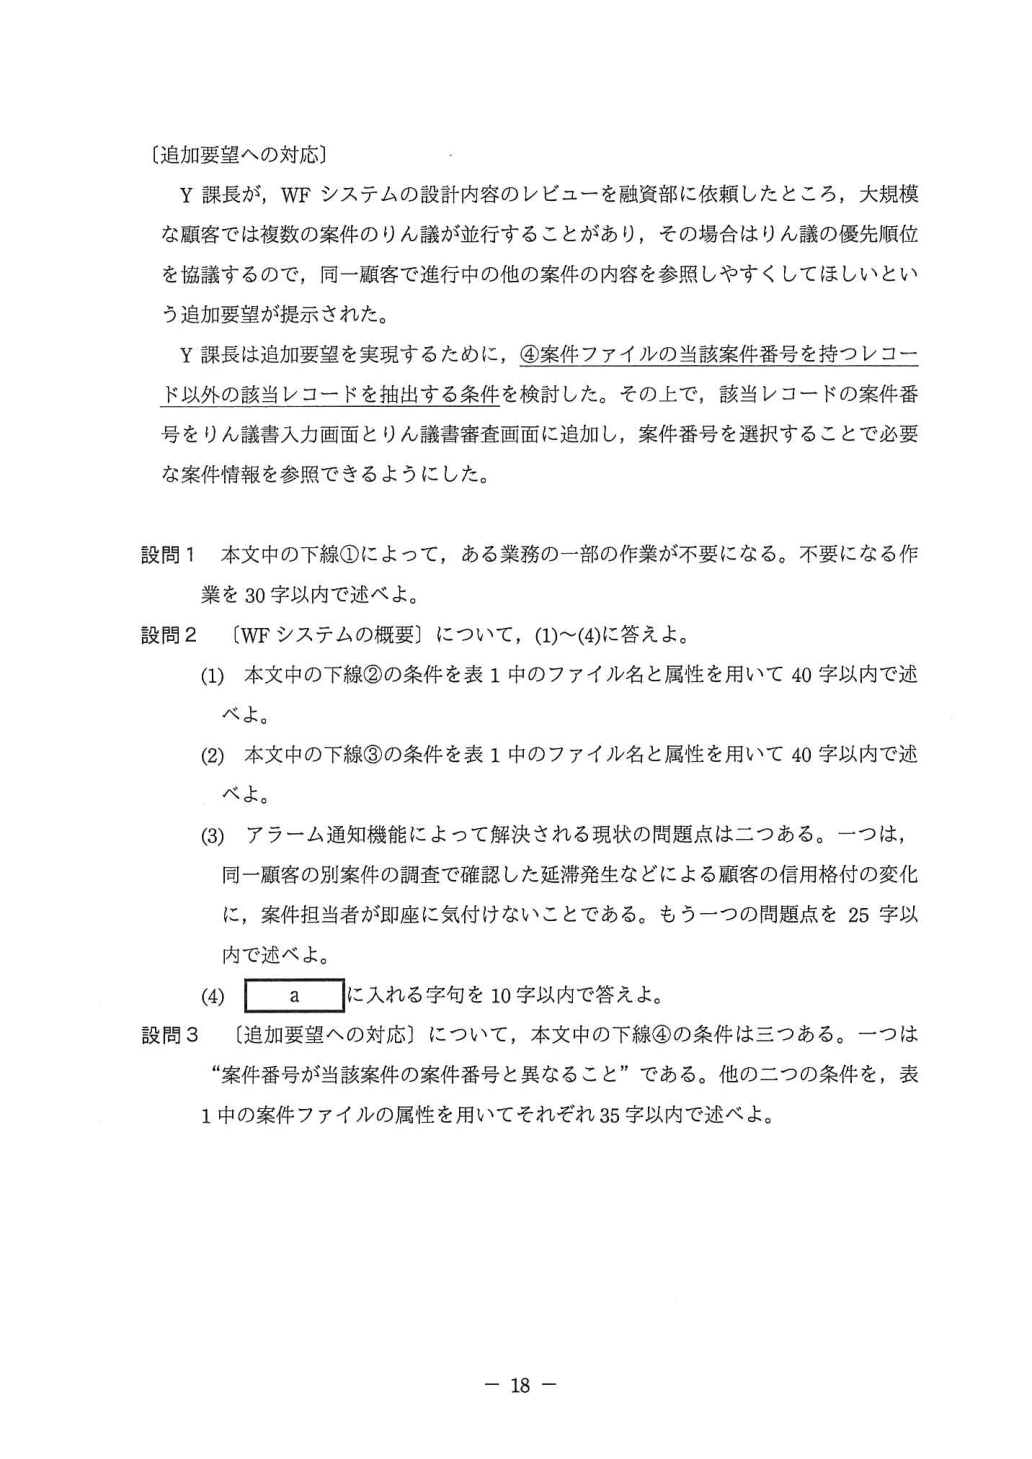 〔追加要望への対応〕
Y 課長が，WF システムの設計内容のレビューを融資部に依頼したところ，大規模
な顧客では複数の案件のりん議が並行することがあり，その場合はりん議の優先順位
を協議するので，同一顧客で進行中の他の案件の内容を参照しやすくしてほしいとい
う追加要望が提示された。
Y 課長は追加要望を実現するために，④案件ファイルの当該案件番号を持つレコー
ド以外の該当レコードを抽出する条件を検討した。その上で，該当レコードの案件番
号をりん議書入力画面とりん議書審査画面に追加し，案件番号を選択することで必要
な案件情報を参照できるようにした。
設問1 本文中の下線①によって，ある業務の一部の作業が不要になる。不要になる作
業を 30 字以内で述べよ。
設問2 〔WF システムの概要〕について，(1)～(4)に答えよ。
(1) 本文中の下線②の条件を表 1 中のファイル名と属性を用いて 40 字以内で述
べよ。
(2) 本文中の下線③の条件を表 1 中のファイル名と属性を用いて 40 字以内で述
べよ。
(3) アラーム通知機能によって解決される現状の問題点は二つある。一つは，
同一顧客の別案件の調査で確認した延滞発生などによる顧客の信用格付の変化
に，案件担当者が即座に気付けないことである。もう一つの問題点を 25 字以
内で述べよ。
(4) a に入れる字句を 10 字以内で答えよ。
設問3 〔追加要望への対応〕について，本文中の下線④の条件は三つある。一つは
“案件番号が当該案件の案件番号と異なること”である。他の二つの条件を，表
1 中の案件ファイルの属性を用いてそれぞれ 35 字以内で述べよ。
－ 18 －